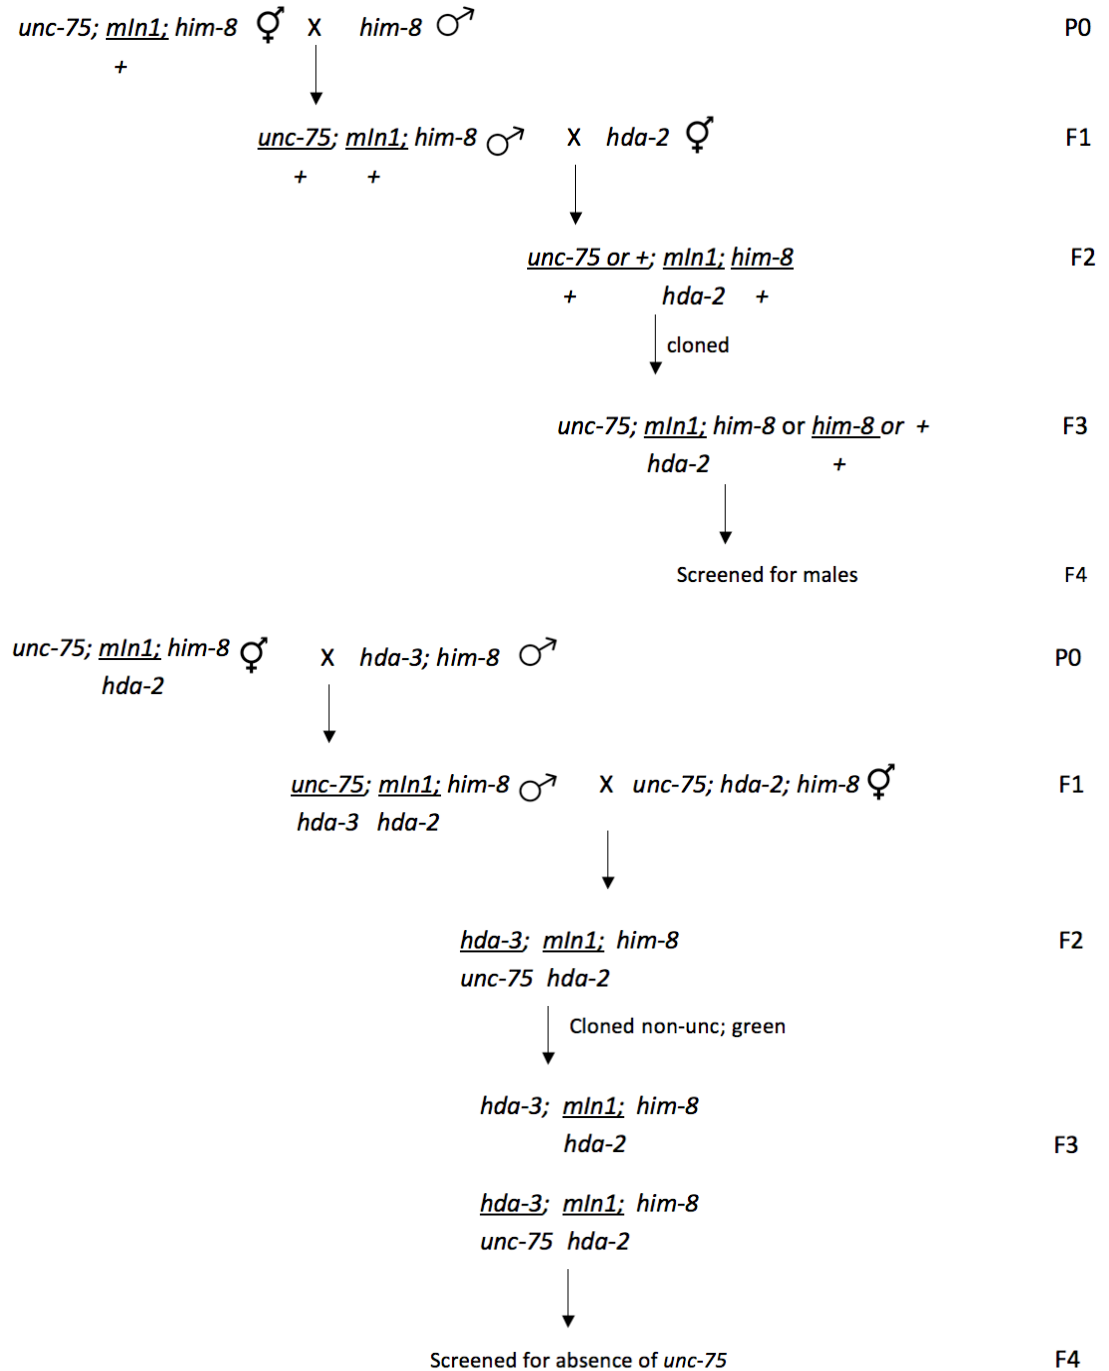 unc-75; mIn1; him-8 ⚥ X him-8 ♂ P0
+
unc-75; mIn1; him-8 ♂ X hda-2 ⚥ F1
+ +
unc-75 or +; mIn1; him-8 F2
+ hda-2 +
cloned
unc-75; mIn1; him-8 or him-8 or + F3
hda-2 +
Screened for males F4
unc-75; mIn1; him-8 ⚥ X hda-3; him-8 ♂ P0
hda-2
unc-75; mIn1; him-8 ♂ X unc-75; hda-2; him-8 ⚥ F1
hda-3 hda-2
hda-3; mIn1; him-8 F2
unc-75 hda-2
Cloned non-unc; green
hda-3; mIn1; him-8
hda-2 F3
hda-3; mIn1; him-8
unc-75 hda-2
Screened for absence of unc-75 F4